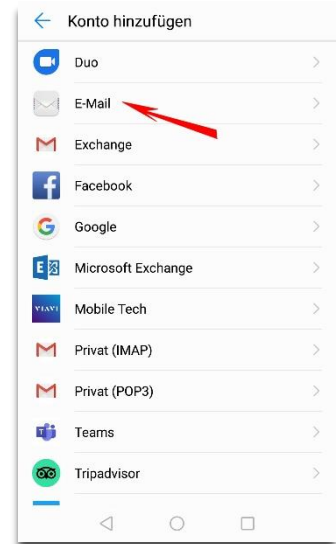 Konto hinzufügen
Duo
E-Mail
Exchange
Facebook
Google
Microsoft Exchange
VIAVI
Mobile Tech
Privat (IMAP)
Privat (POP3)
Teams
Tripadvisor